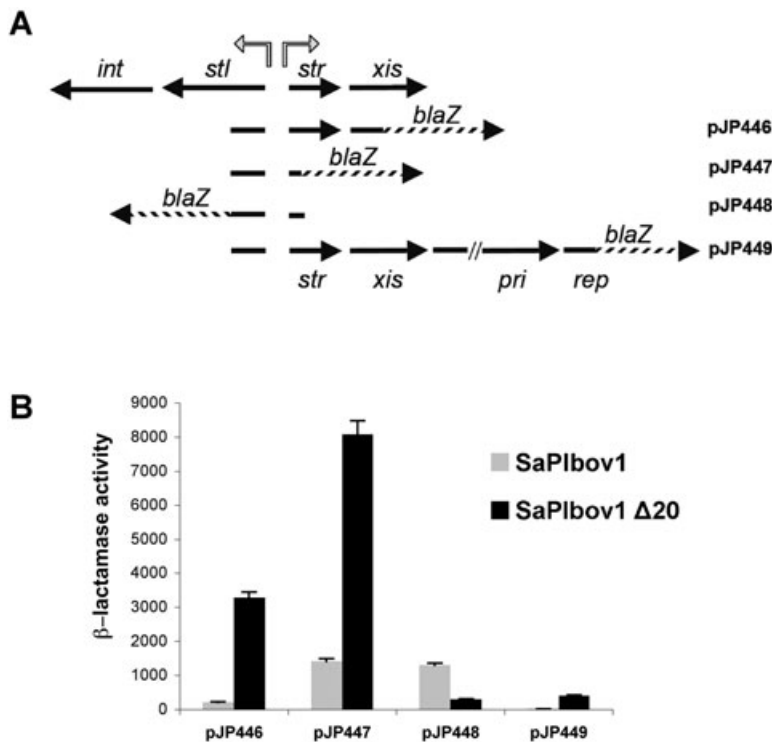 A
int stl str xis
blaZ pJP446
blaZ pJP447
blaZ pJP448
blaZ pJP449
str xis pri rep
B
β-lactamase activity
9000
8000
7000
6000
5000
4000
3000
2000
1000
0
SaPIbov1
SaPIbov1 Δ20
pJP446 pJP447 pJP448 pJP449